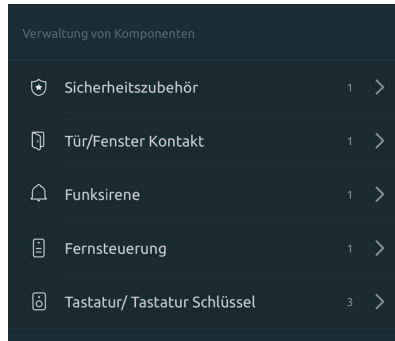 Verwaltung von Komponenten
Sicherheitszubehör 1
Tür/Fenster Kontakt 1
Funksirene 1
Fernsteuerung 1
Tastatur/ Tastatur Schlüssel 3